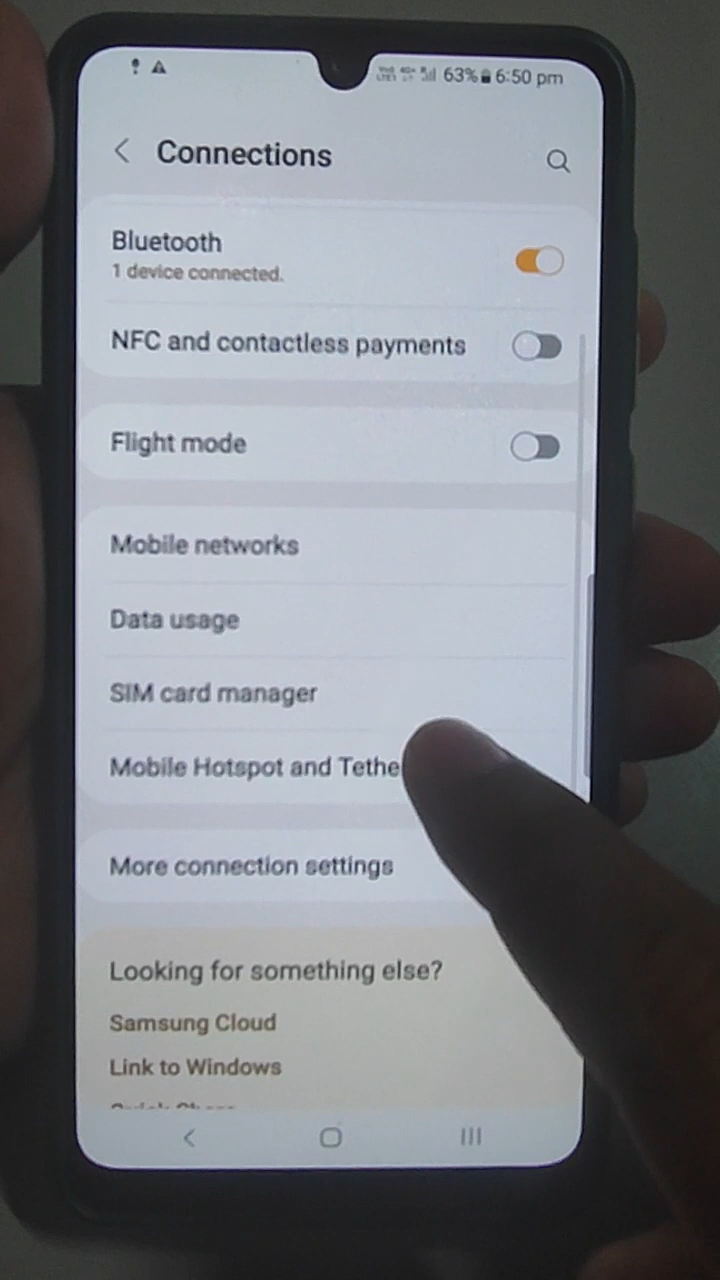 63% 6:50 pm
Connections
Bluetooth
1 device connected.
NFC and contactless payments
Flight mode
Mobile networks
Data usage
SIM card manager
Mobile Hotspot and Tethe
More connection settings
Looking for something else?
Samsung Cloud
Link to Windows